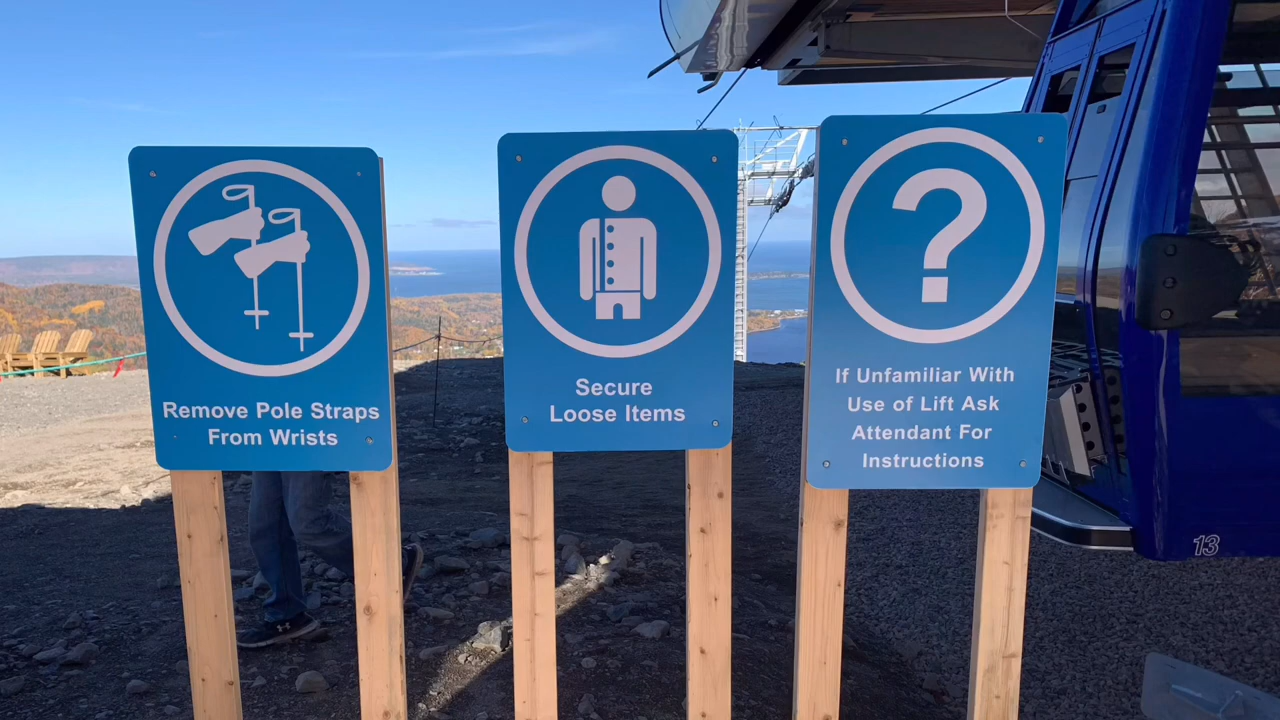 Remove Pole Straps
From Wrists
Secure
Loose Items
?
If Unfamiliar With
Use of Lift Ask
Attendant For
Instructions
13